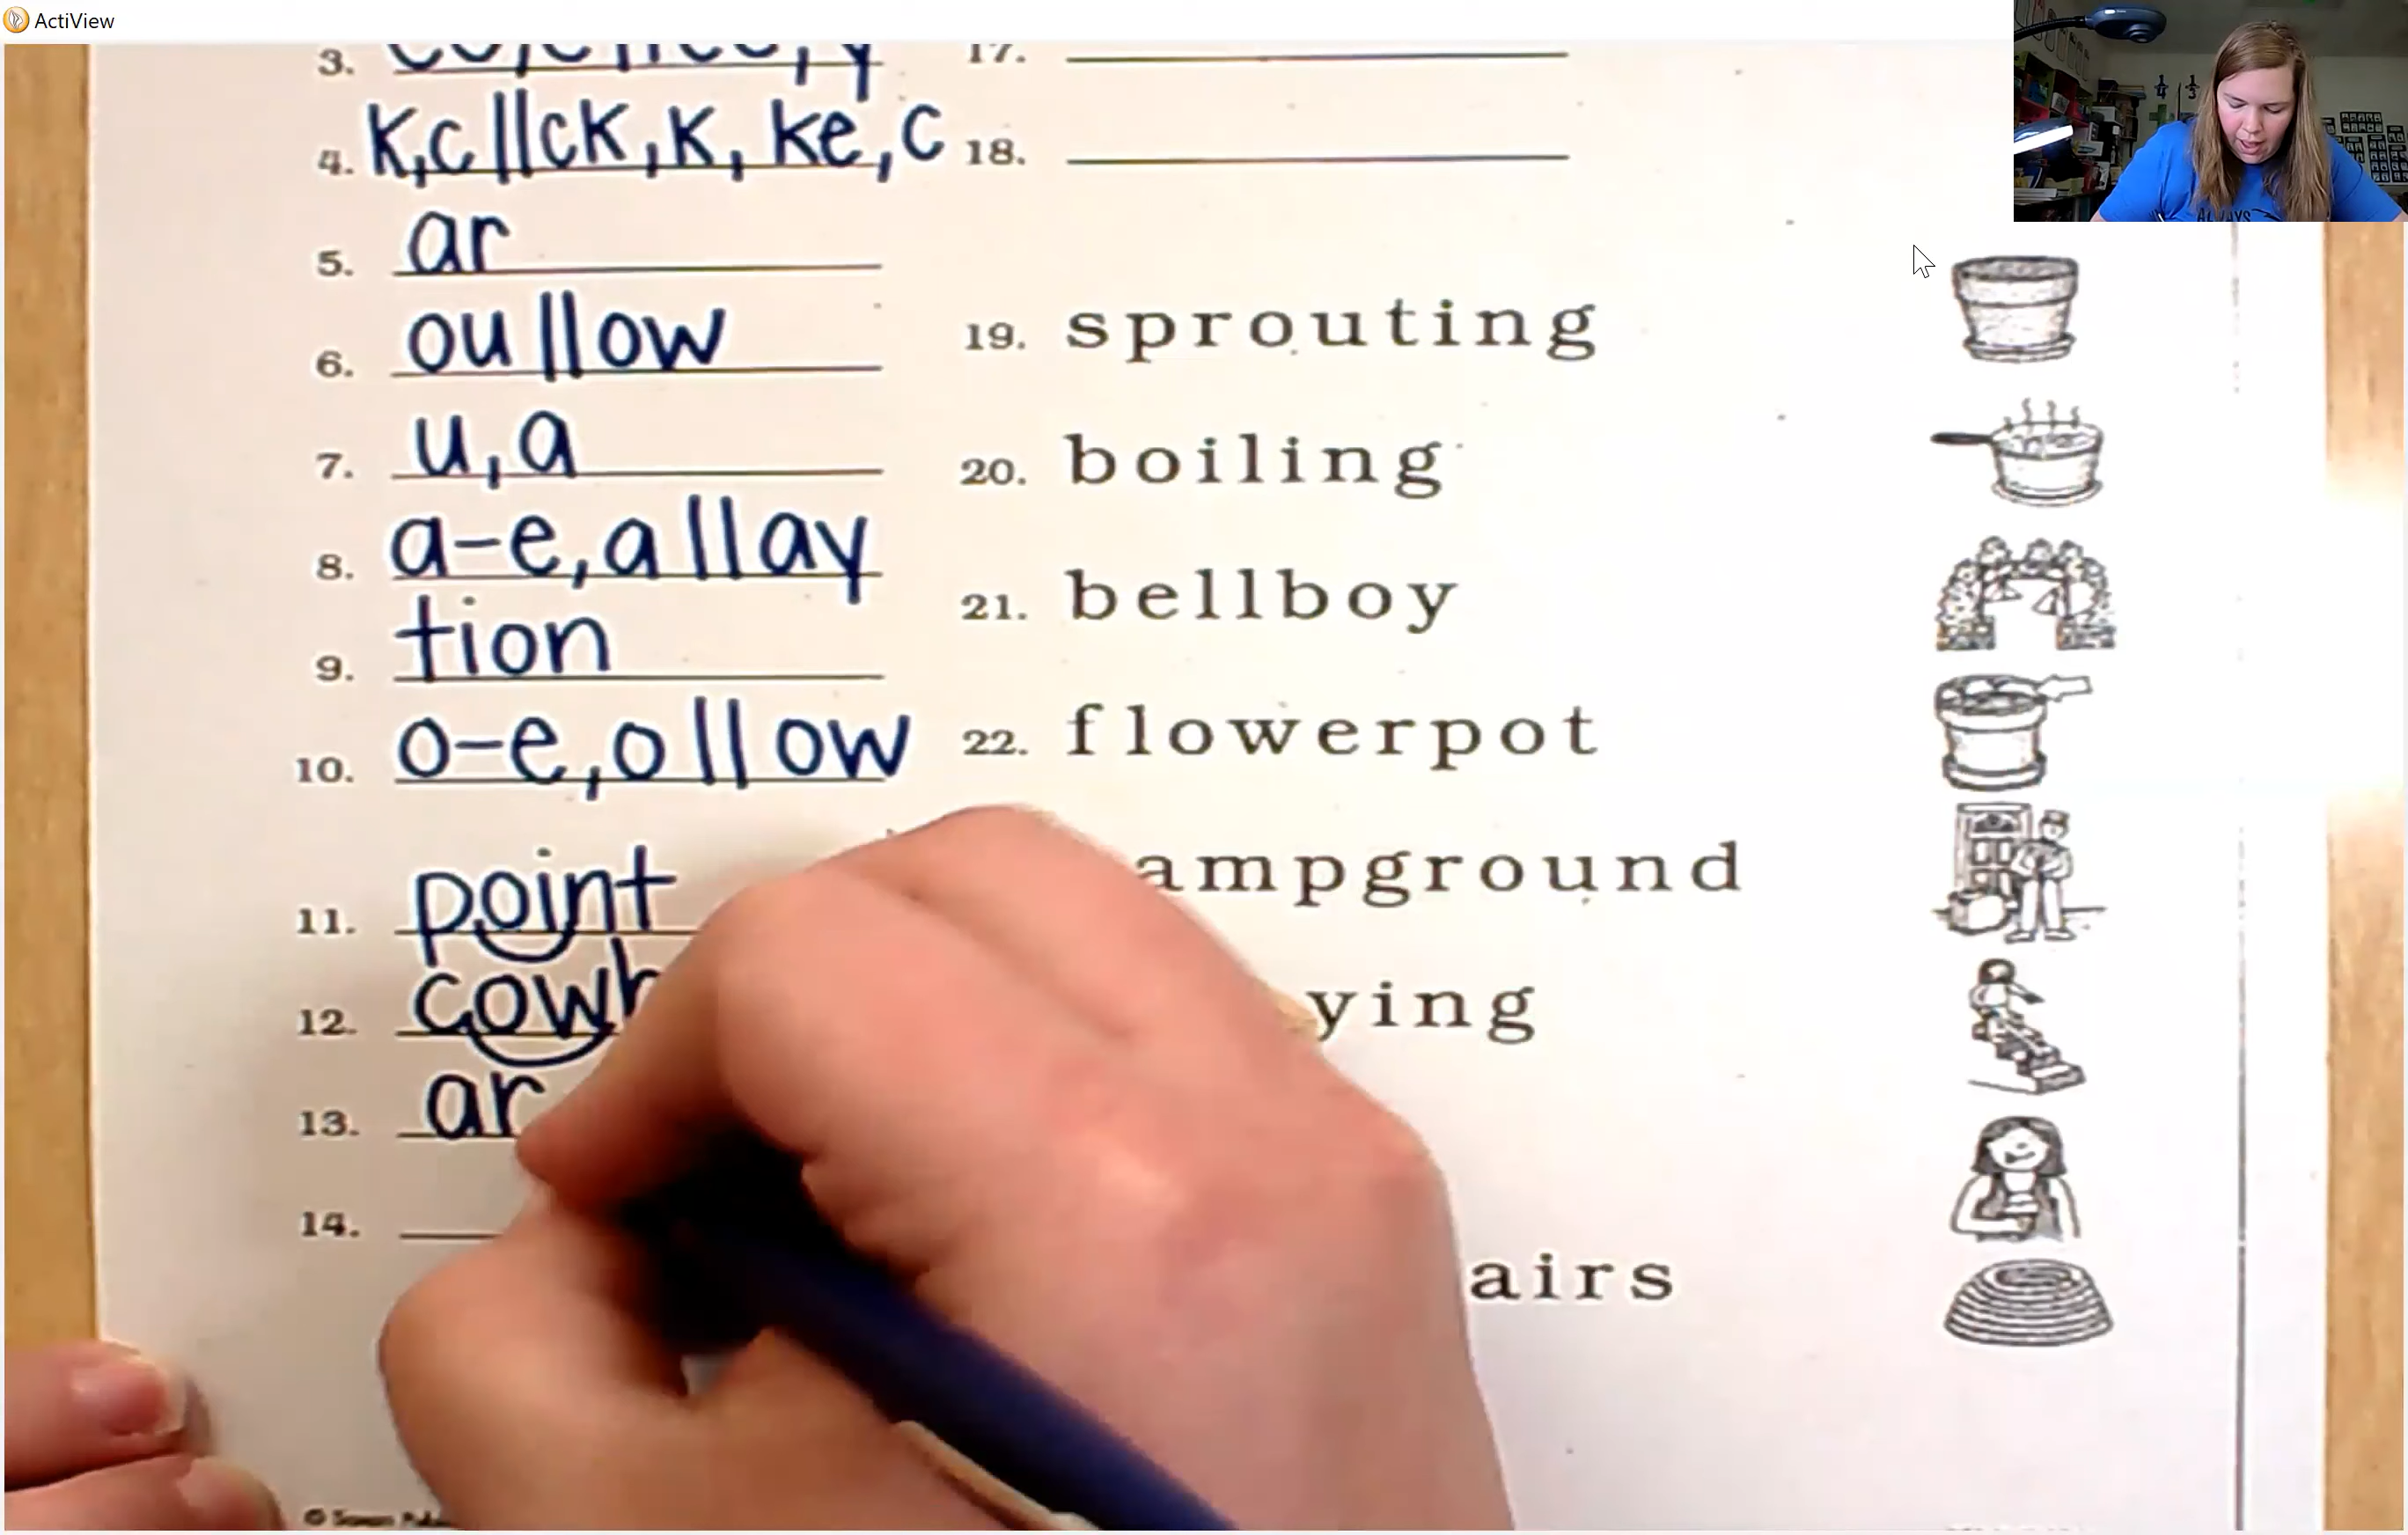 ActiView
3.
4. k,c||ck,k,ke,c
5. ar
6. ou||ow
7. u,a
8. a-e,a||ay
9. tion
10. o-e,o||ow
11. point
12.
13. ar
14.
17.
18.
19. sprouting
20. boiling
21. bellboy
22. flowerpot
ampground
ying
airs
ALWAYS